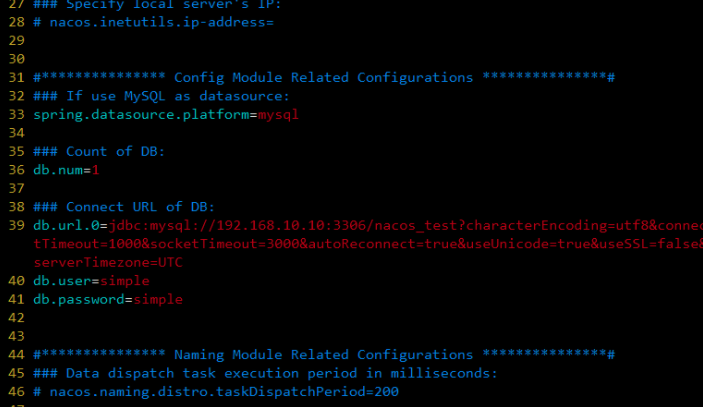 27 ### Specify local server's IP:
28 # nacos.inetutils.ip-address=
29
30
31 #*************** Config Module Related Configurations ***************#
32 ### If use MySQL as datasource:
33 spring.datasource.platform=mysql
34
35 ### Count of DB:
36 db.num=1
37
38 ### Connect URL of DB:
39 db.url.0=jdbc:mysql://192.168.10.10:3306/nacos_test?characterEncoding=utf8&connec
tTimeout=1000&socketTimeout=3000&autoReconnect=true&useUnicode=true&useSSL=false&
serverTimezone=UTC
40 db.user=simple
41 db.password=simple
42
43
44 #*************** Naming Module Related Configurations ***************#
45 ### Data dispatch task execution period in milliseconds:
46 # nacos.naming.distro.taskDispatchPeriod=200